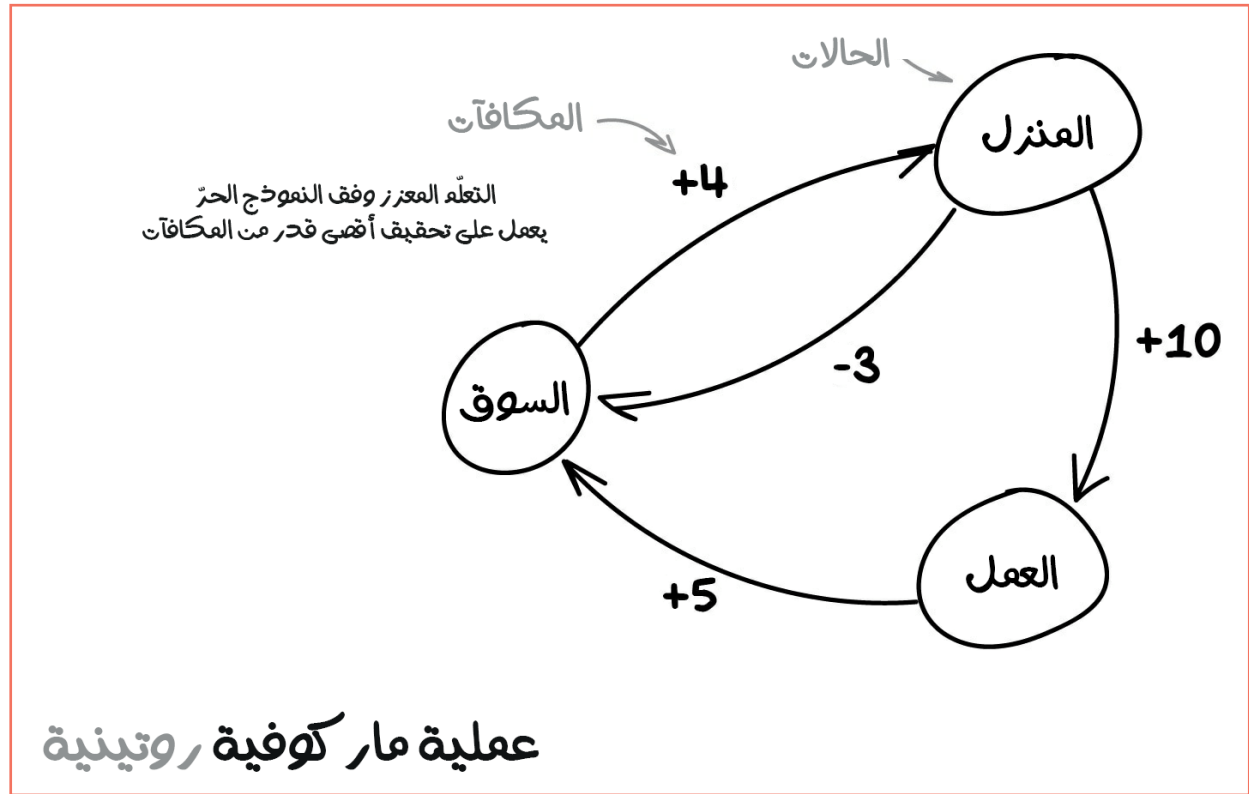 الحالات
المنزل
المكافآت
+4
التعلّم المعزز وفق النموذج الحرّ
يعمل على تحقيق أقصى قدر من المكافآت
+10
-3
السوق
العمل
+5
عملية ماركوفية روتينية